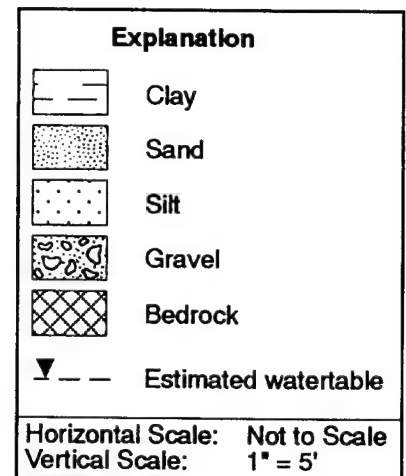 Explanation
Clay
Sand
Silt
Gravel
Bedrock
Estimated watertable
Horizontal Scale: Not to Scale
Vertical Scale: 1" = 5'